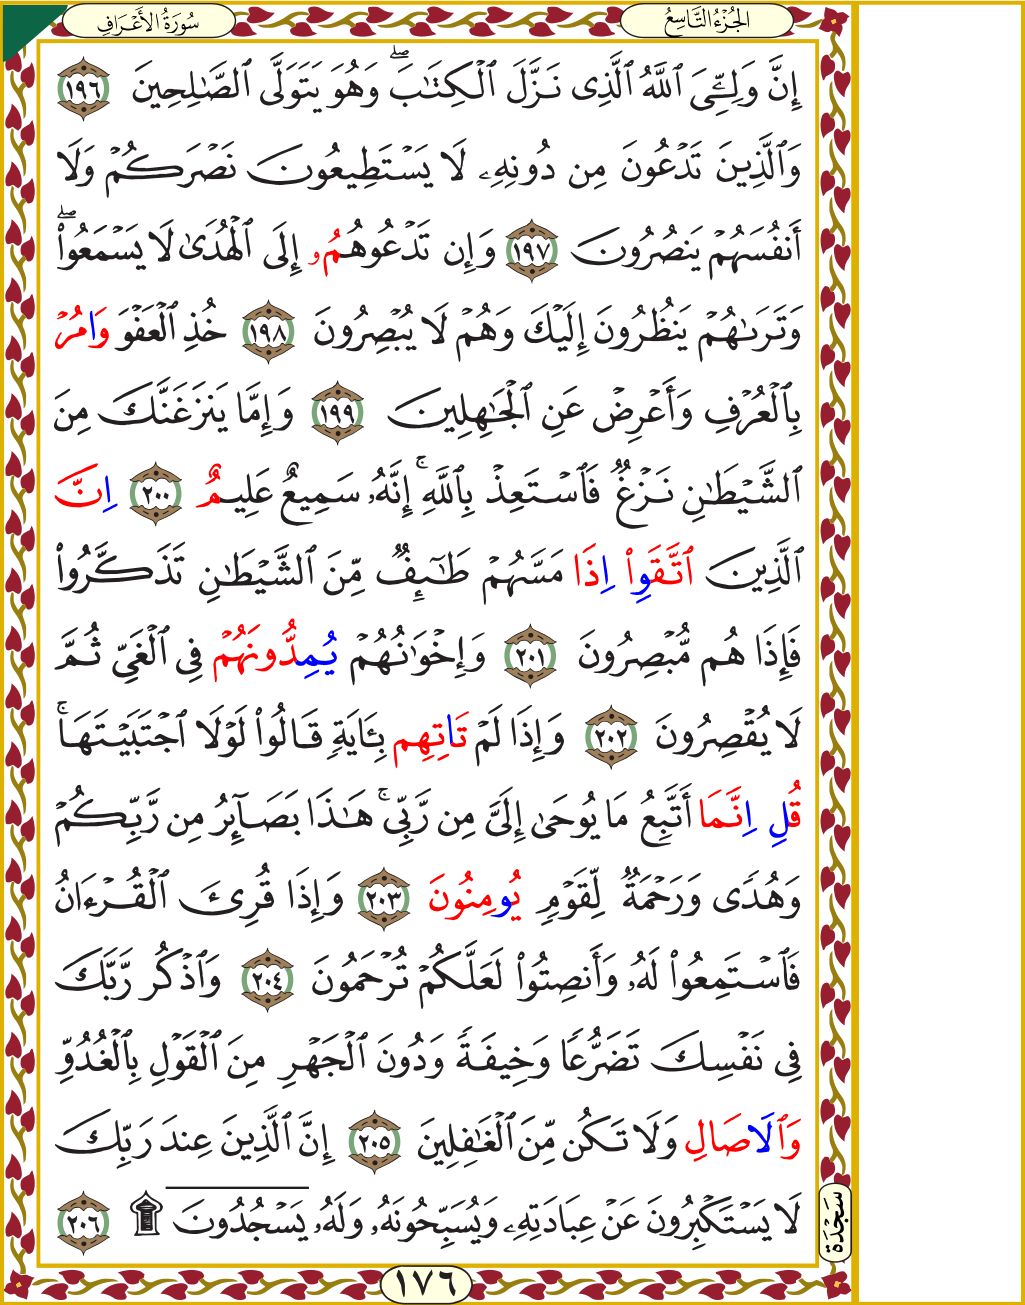 الجُزْءُ التَّاسِعُ
سُورَةُ الأَعْرَافِ
إِنَّ وَلِـِّۧيَ ٱللَّهُ ٱلَّذِى نَزَّلَ ٱلْكِتَٰبَ ۖ وَهُوَ يَتَوَلَّى ٱلصَّٰلِحِينَ ١٩٦
وَٱلَّذِينَ تَدْعُونَ مِن دُونِهِۦ لَا يَسْتَطِيعُونَ نَصْرَكُمْ وَلَا
أَنفُسَهُمْ يَنصُرُونَ ١٩٧ وَإِن تَدْعُوهُمُۥ إِلَى ٱلْهُدَىٰ لَا يَسْمَعُوا۟ ۖ
وَتَرَىٰهُمْ يَنظُرُونَ إِلَيْكَ وَهُمْ لَا يُبْصِرُونَ ١٩٨ خُذِ ٱلْعَفْوَ وَامُرْ
بِٱلْعُرْفِ وَأَعْرِضْ عَنِ ٱلْجَٰهِلِينَ ١٩٩ وَإِمَّا يَنزَغَنَّكَ مِنَ
ٱلشَّيْطَٰنِ نَزْغٌ فَٱسْتَعِذْ بِٱللَّهِ ۚ إِنَّهُۥ سَمِيعٌ عَلِيمٌ ٢٠٠ اِنَّ
ٱلَّذِينَ ٱتَّقَوِا۟ اِذَا مَسَّهُمْ طَٰٓئِفٌ مِّنَ ٱلشَّيْطَٰنِ تَذَكَّرُوا۟
فَإِذَا هُم مُّبْصِرُونَ ٢٠١ وَإِخْوَٰنُهُمْ يُمِدُّونَهُمْ فِى ٱلْغَىِّ ثُمَّ
لَا يُقْصِرُونَ ٢٠٢ وَإِذَا لَمْ تَاتِهِم بِـَٔايَةٍ قَالُوا۟ لَوْلَا ٱجْتَبَيْتَهَا ۚ
قُلِ اِنَّمَا أَتَّبِعُ مَا يُوحَىٰ إِلَىَّ مِن رَّبِّى ۚ هَٰذَا بَصَآئِرُ مِن رَّبِّكُمْ
وَهُدًى وَرَحْمَةٌ لِّقَوْمٍ يُومِنُونَ ٢٠٣ وَإِذَا قُرِئَ ٱلْقُرْءَانُ
فَٱسْتَمِعُوا۟ لَهُۥ وَأَنصِتُوا۟ لَعَلَّكُمْ تُرْحَمُونَ ٢٠٤ وَٱذْكُر رَّبَّكَ
فِى نَفْسِكَ تَضَرُّعًا وَخِيفَةً وَدُونَ ٱلْجَهْرِ مِنَ ٱلْقَوْلِ بِٱلْغُدُوِّ
وَٱلَاصَالِ وَلَا تَكُن مِّنَ ٱلْغَٰفِلِينَ ٢٠٥ إِنَّ ٱلَّذِينَ عِندَ رَبِّكَ
لَا يَسْتَكْبِرُونَ عَنْ عِبَادَتِهِۦ وَيُسَبِّحُونَهُۥ وَلَهُۥ يَسْجُدُونَ ۩ ٢٠٦
سَجْدَة
١٧٦